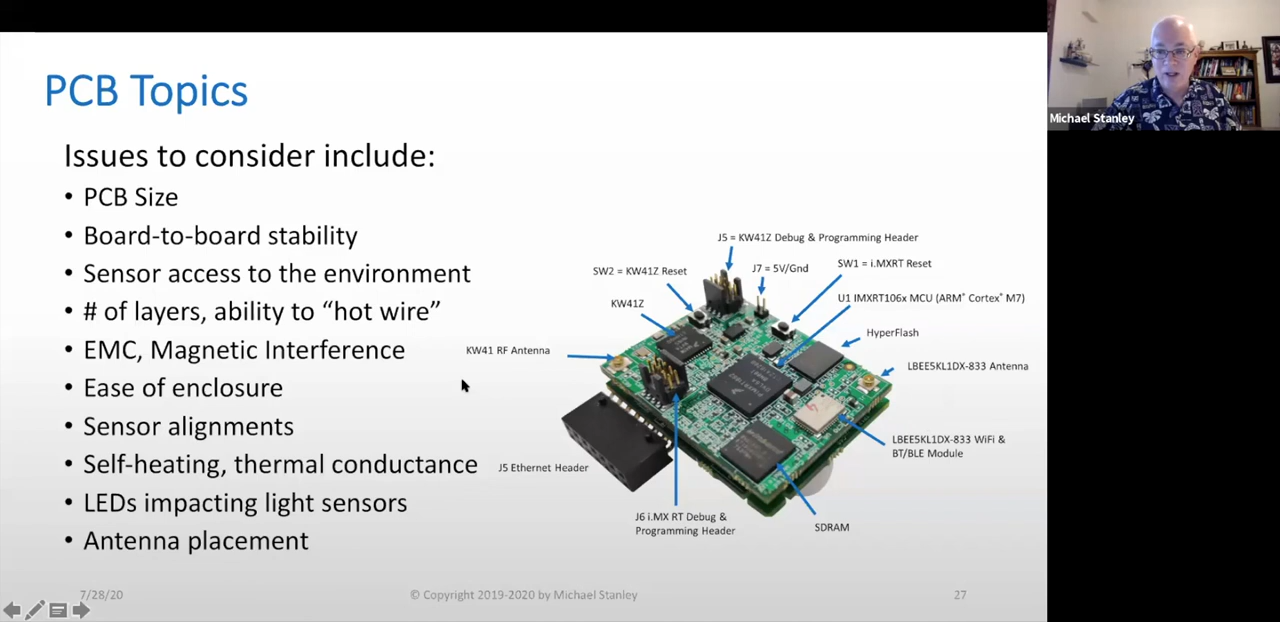 PCB Topics
Issues to consider include:
• PCB Size
• Board-to-board stability
• Sensor access to the environment
• # of layers, ability to “hot wire”
• EMC, Magnetic Interference
• Ease of enclosure
• Sensor alignments
• Self-heating, thermal conductance
• LEDs impacting light sensors
• Antenna placement
J5 = KW41Z Debug & Programming Header
SW2 = KW41Z Reset
J7 = 5V/Gnd
SW1 = i.MXRT Reset
KW41Z
U1 IMXRT106x MCU (ARM® Cortex® M7)
HyperFlash
KW41 RF Antenna
LBEE5KL1DX-833 Antenna
LBEE5KL1DX-833 WiFi &
BT/BLE Module
J5 Ethernet Header
J6 i.MX RT Debug &
Programming Header
SDRAM
7/28/20
© Copyright 2019-2020 by Michael Stanley
27
Michael Stanley